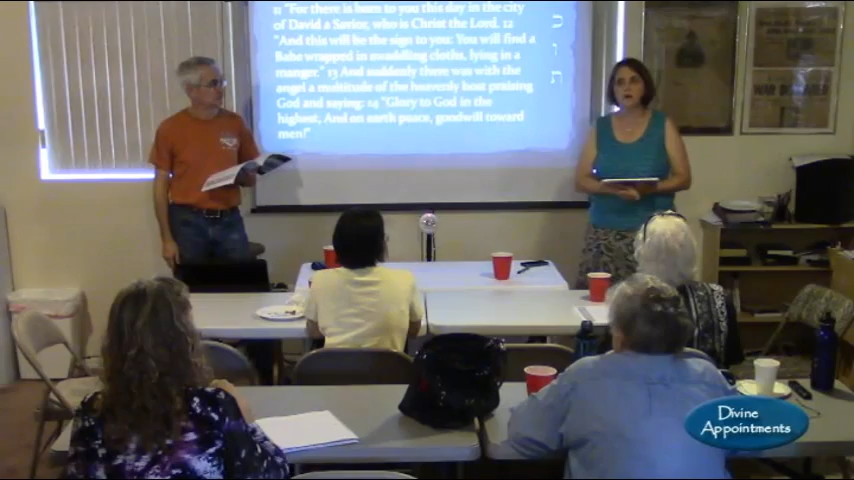 11 "For there is born to you this day in the city
of David a Savior, who is Christ the Lord. 12
"And this will be the sign to you: You will find a
Babe wrapped in swaddling cloths, lying in a
manger." 13 And suddenly there was with the
angel a multitude of the heavenly host praising
God and saying: 14 "Glory to God in the
highest, And on earth peace, goodwill toward
men!"
כ
ו
ת
WAR DECLARED
Divine
Appointments